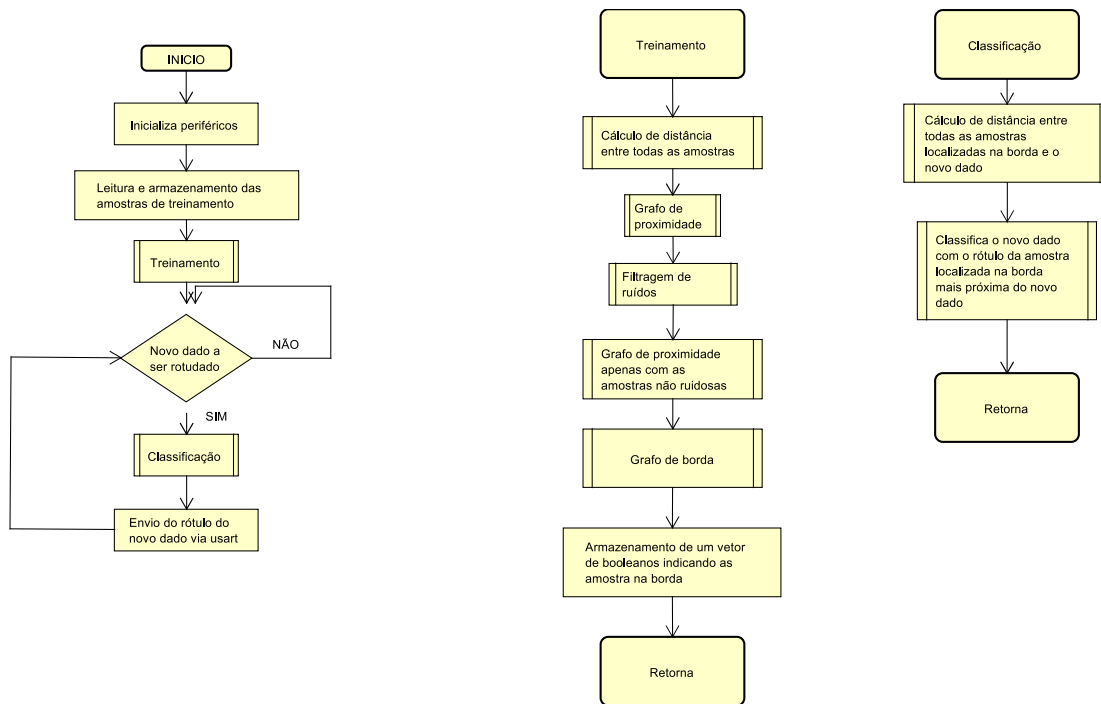 INICIO
Inicializa periféricos
Leitura e armazenamento das
amostras de treinamento
Treinamento
Novo dado a
ser rotudado
NÃO
SIM
Classificação
Envio do rótulo do
novo dado via usart
Treinamento
Cálculo de distância
entre todas as amostras
Grafo de
proximidade
Filtragem de
ruídos
Grafo de proximidade
apenas com as
amostras não ruidosas
Grafo de borda
Armazenamento de um vetor
de booleanos indicando as
amostra na borda
Retorna
Classificação
Cálculo de distância entre
todas as amostras
localizadas na borda e o
novo dado
Classifica o novo dado
com o rótulo da amostra
localizada na borda
mais próxima do novo
dado
Retorna